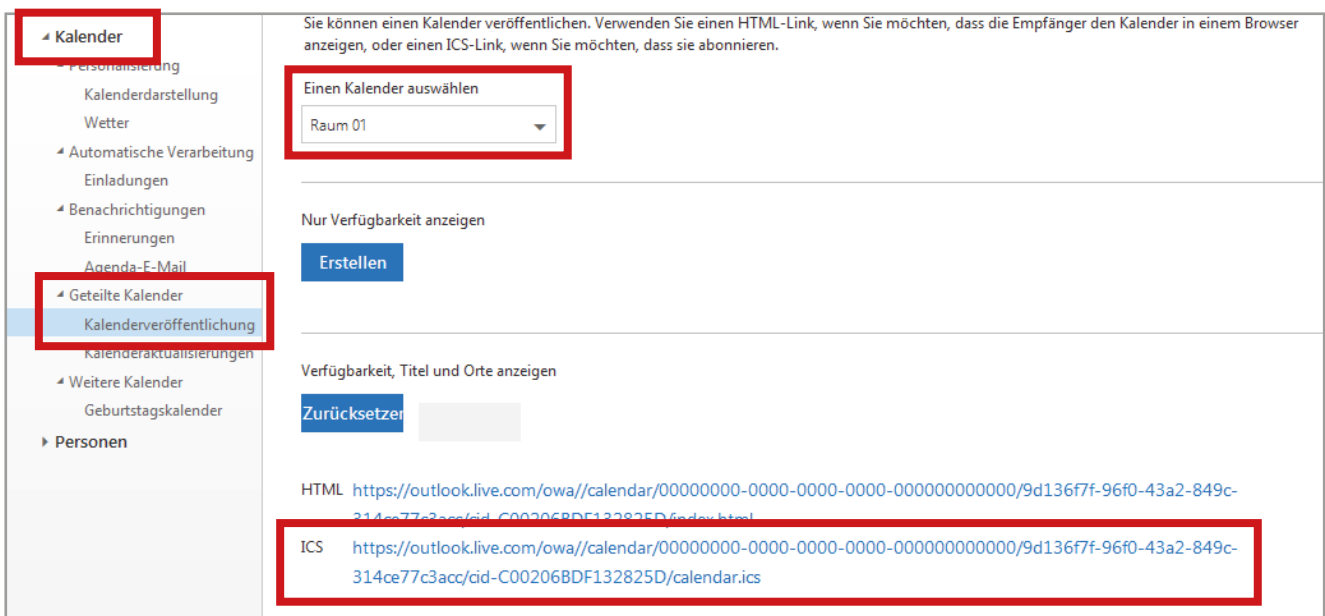 Kalender
Personalisierung
Kalenderdarstellung
Wetter
Automatische Verarbeitung
Einladungen
Benachrichtigungen
Erinnerungen
Agenda-E-Mail
Geteilte Kalender
Kalenderveröffentlichung
Kalenderaktualisierungen
Weitere Kalender
Geburtstagskalender
Personen
Sie können einen Kalender veröffentlichen. Verwenden Sie einen HTML-Link, wenn Sie möchten, dass die Empfänger den Kalender in einem Browser
anzeigen, oder einen ICS-Link, wenn Sie möchten, dass sie abonnieren.
Einen Kalender auswählen
Raum 01
Nur Verfügbarkeit anzeigen
Erstellen
Verfügbarkeit, Titel und Orte anzeigen
Zurücksetzen
HTML https://outlook.live.com/owa//calendar/00000000-0000-0000-0000-000000000000/9d136f7f-96f0-43a2-849c-
314ce77c3acc/cid-C00206BDF132825D/index.html
ICS https://outlook.live.com/owa//calendar/00000000-0000-0000-0000-000000000000/9d136f7f-96f0-43a2-849c-
314ce77c3acc/cid-C00206BDF132825D/calendar.ics